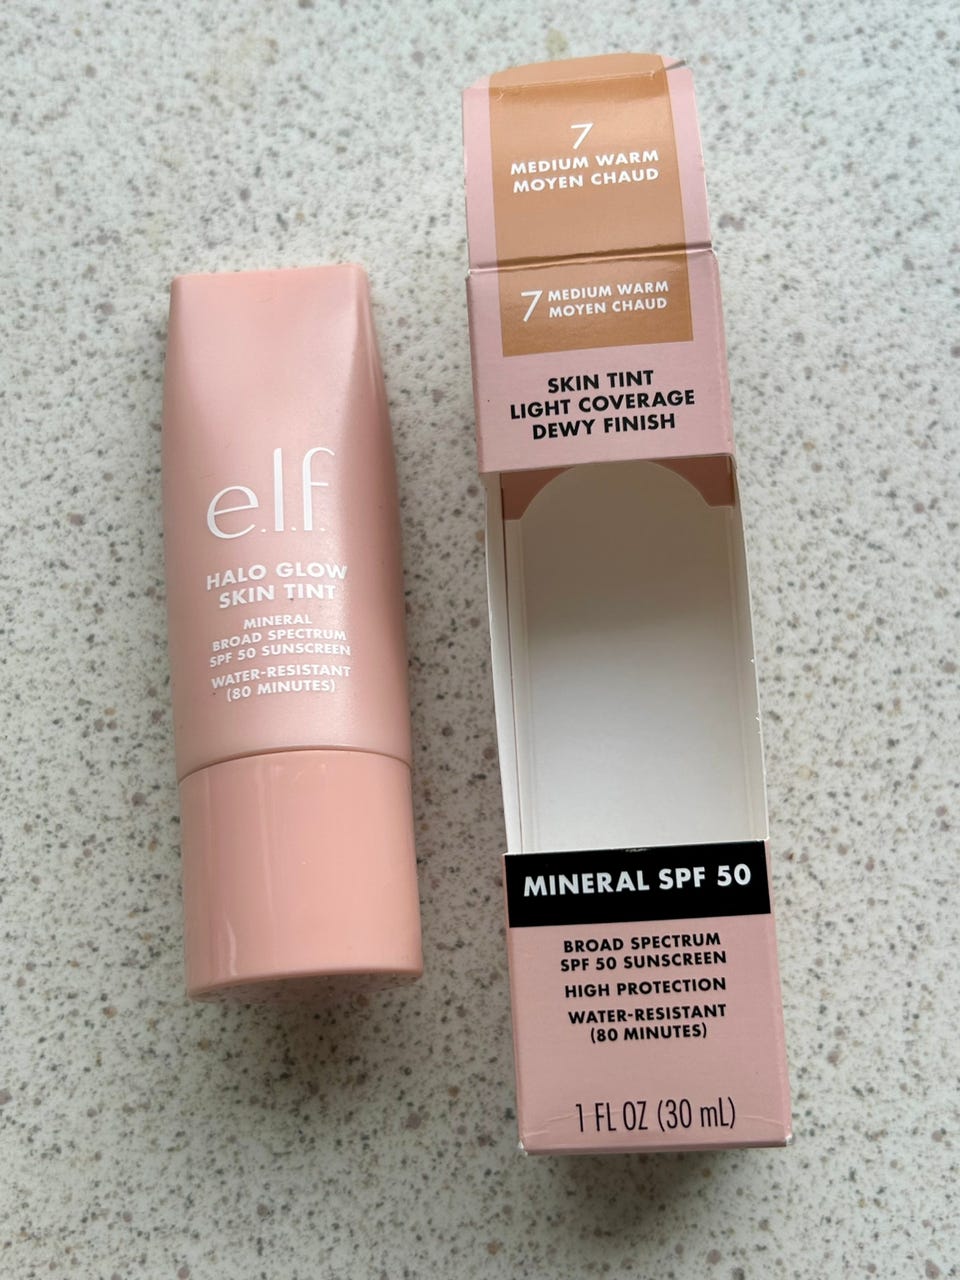 e.l.f.
HALO GLOW
SKIN TINT
MINERAL
BROAD SPECTRUM
SPF 50 SUNSCREEN
WATER-RESISTANT
(80 MINUTES)
7
MEDIUM WARM
MOYEN CHAUD
7 MEDIUM WARM
MOYEN CHAUD
SKIN TINT
LIGHT COVERAGE
DEWY FINISH
MINERAL SPF 50
BROAD SPECTRUM
SPF 50 SUNSCREEN
HIGH PROTECTION
WATER-RESISTANT
(80 MINUTES)
1 FL OZ (30 mL)